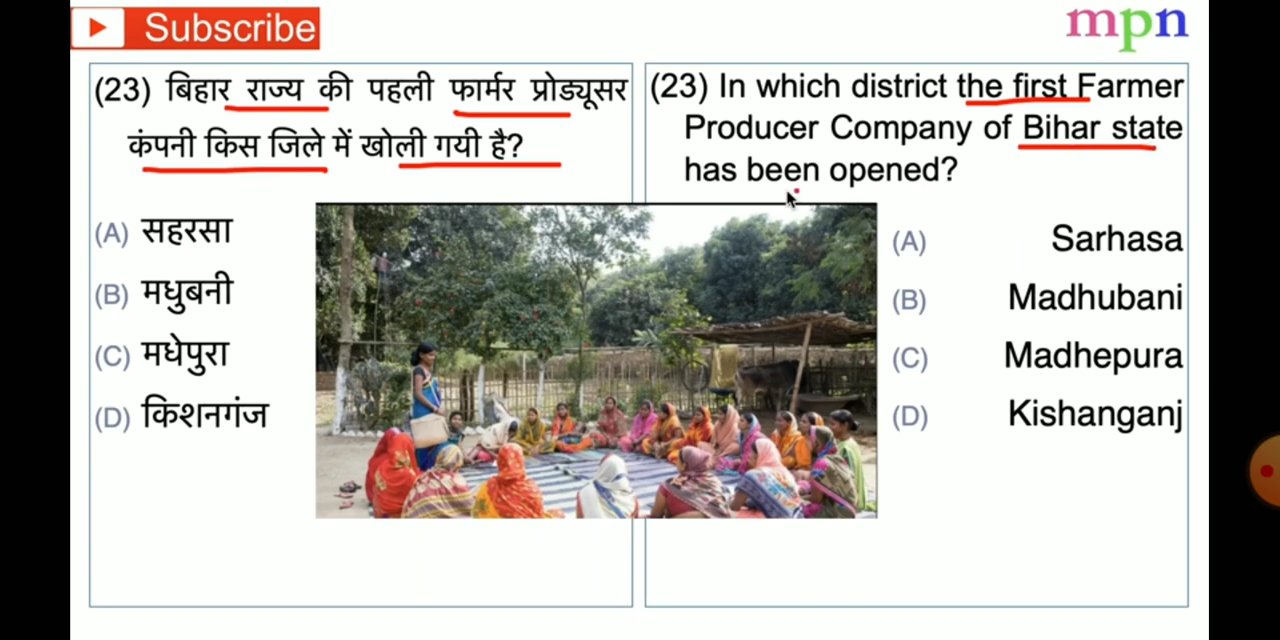 Subscribe
mpn
(23) बिहार राज्य की पहली फार्मर प्रोड्यूसर
कंपनी किस जिले में खोली गयी है?
(A) सहरसा
(B) मधुबनी
(C) मधेपुरा
(D) किशनगंज
(23) In which district the first Farmer
Producer Company of Bihar state
has been opened?
(A) Sarhasa
(B) Madhubani
(C) Madhepura
(D) Kishanganj